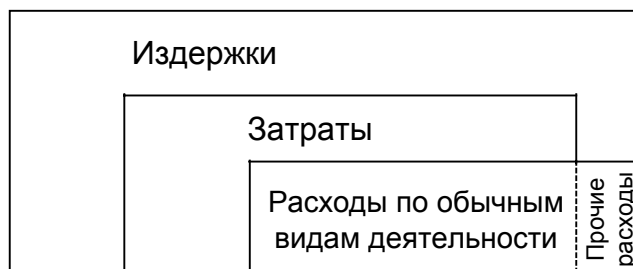 Издержки
Затраты
Расходы по обычным
видам деятельности
Прочие
расходы